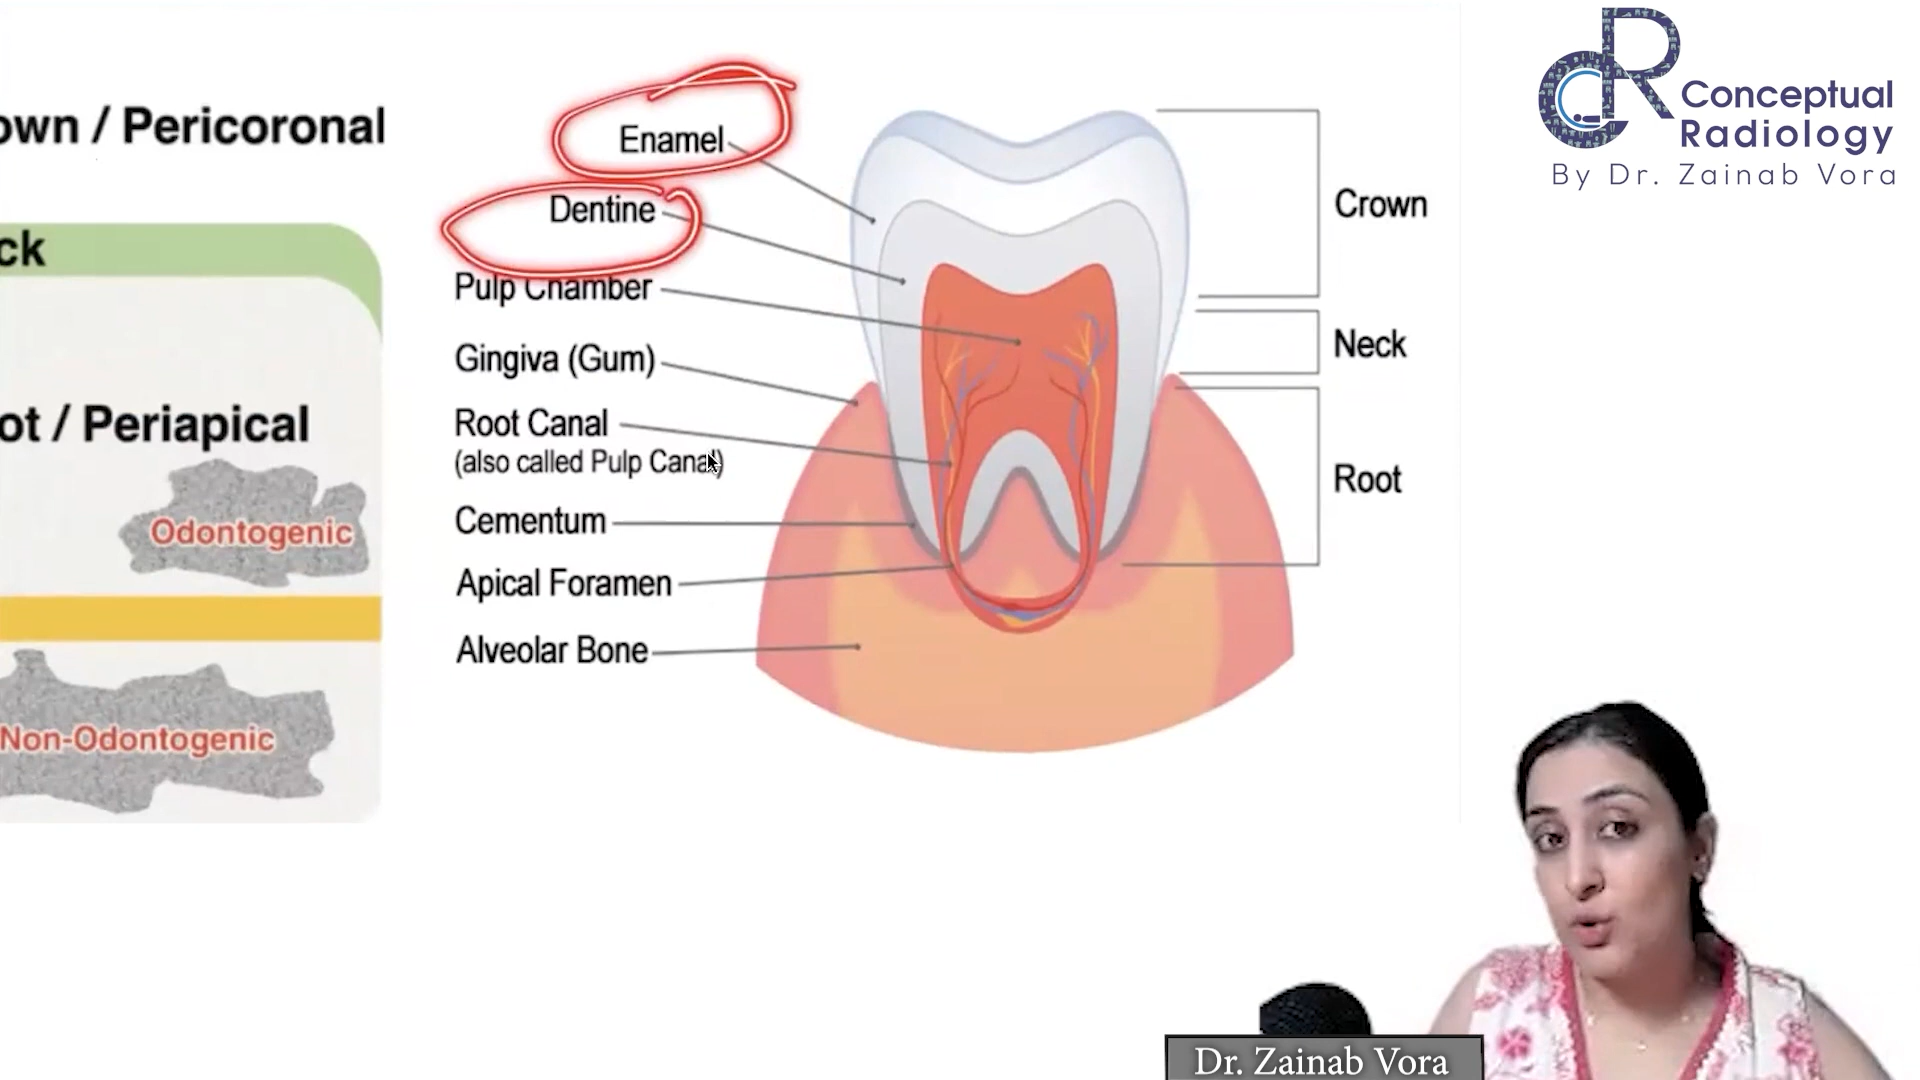 own / Pericoronal
ck
ot / Periapical
Odontogenic
Non-Odontogenic
Enamel
Dentine
Pulp Chamber
Gingiva (Gum)
Root Canal
(also called Pulp Canal)
Cementum
Apical Foramen
Alveolar Bone
Crown
Neck
Root
CR
Conceptual
Radiology
By Dr. Zainab Vora
Dr. Zainab Vora